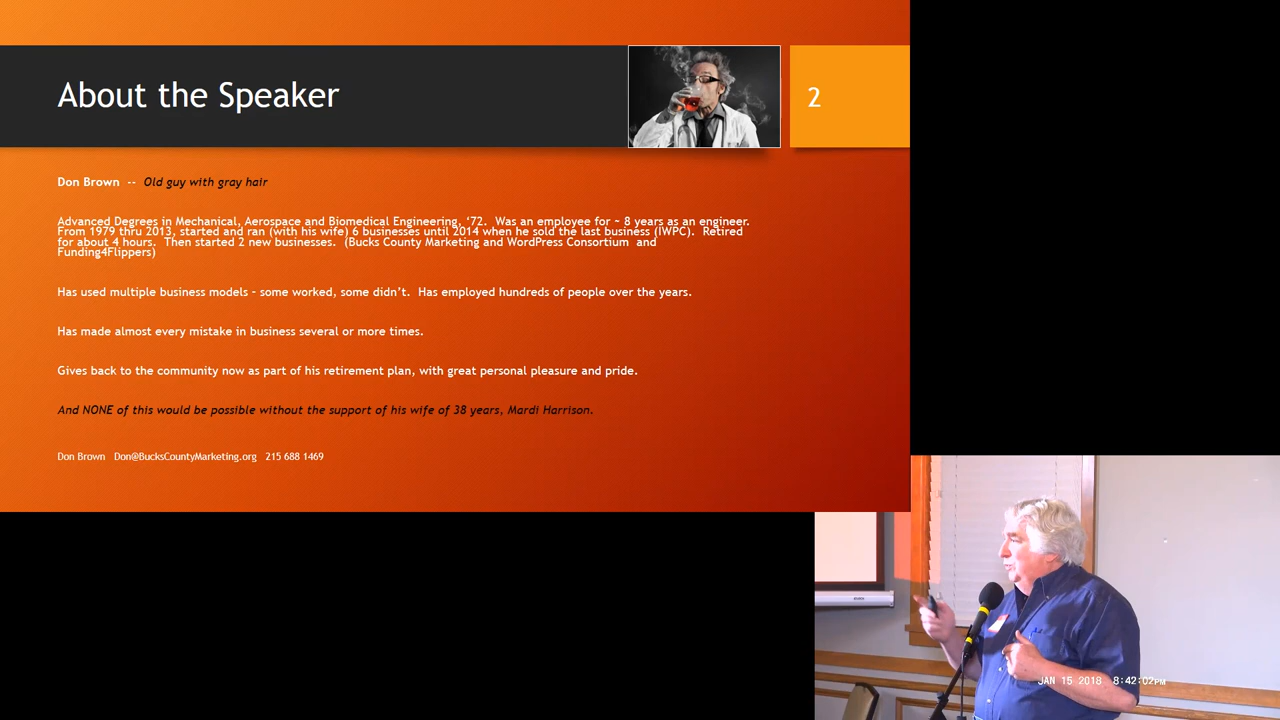 About the Speaker
2
Don Brown -- Old guy with gray hair
Advanced Degrees in Mechanical, Aerospace and Biomedical Engineering, ‘72. Was an employee for ~ 8 years as an engineer.
From 1979 thru 2013, started and ran (with his wife) 6 businesses until 2014 when he sold the last business (IWPC). Retired
for about 4 hours. Then started 2 new businesses. (Bucks County Marketing and WordPress Consortium and
Funding4Flippers)
Has used multiple business models – some worked, some didn’t. Has employed hundreds of people over the years.
Has made almost every mistake in business several or more times.
Gives back to the community now as part of his retirement plan, with great personal pleasure and pride.
And NONE of this would be possible without the support of his wife of 38 years, Mardi Harrison.
Don Brown Don@BucksCountyMarketing.org 215 688 1469
JAN 15 2018 8:42:02PM